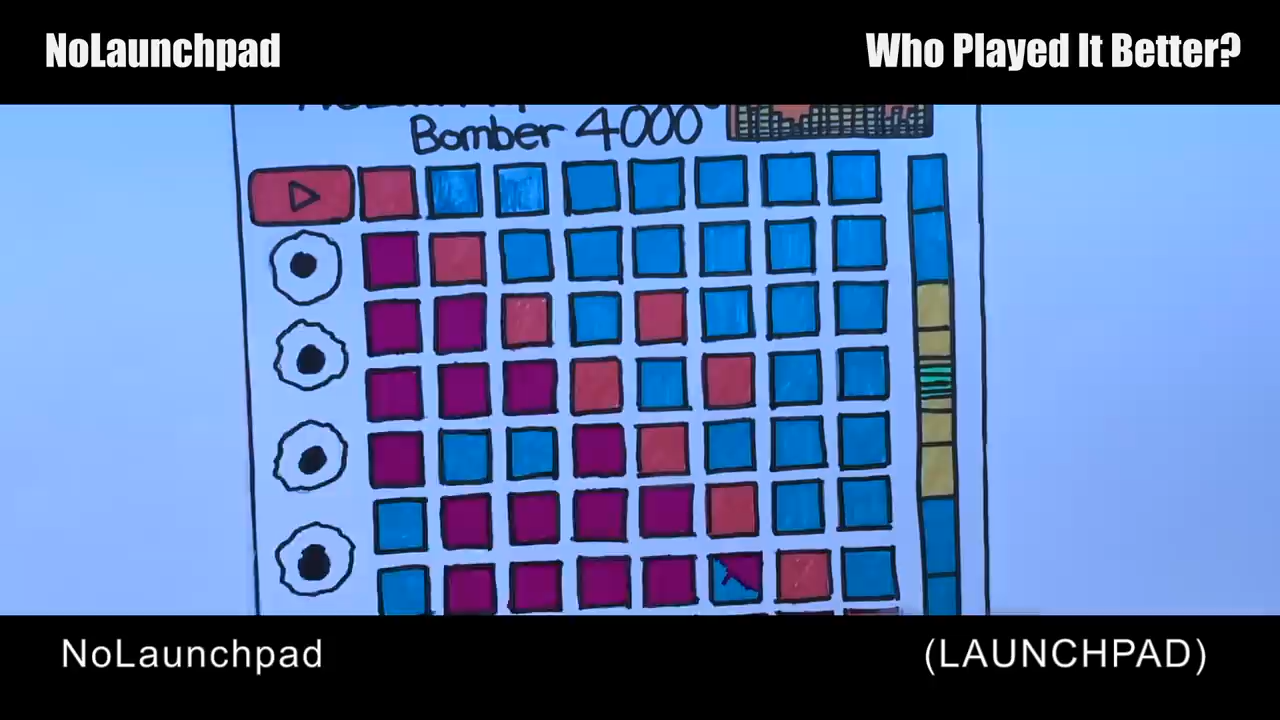 NoLaunchpad
Who Played It Better?
Bomber 4000
NoLaunchpad
(LAUNCHPAD)